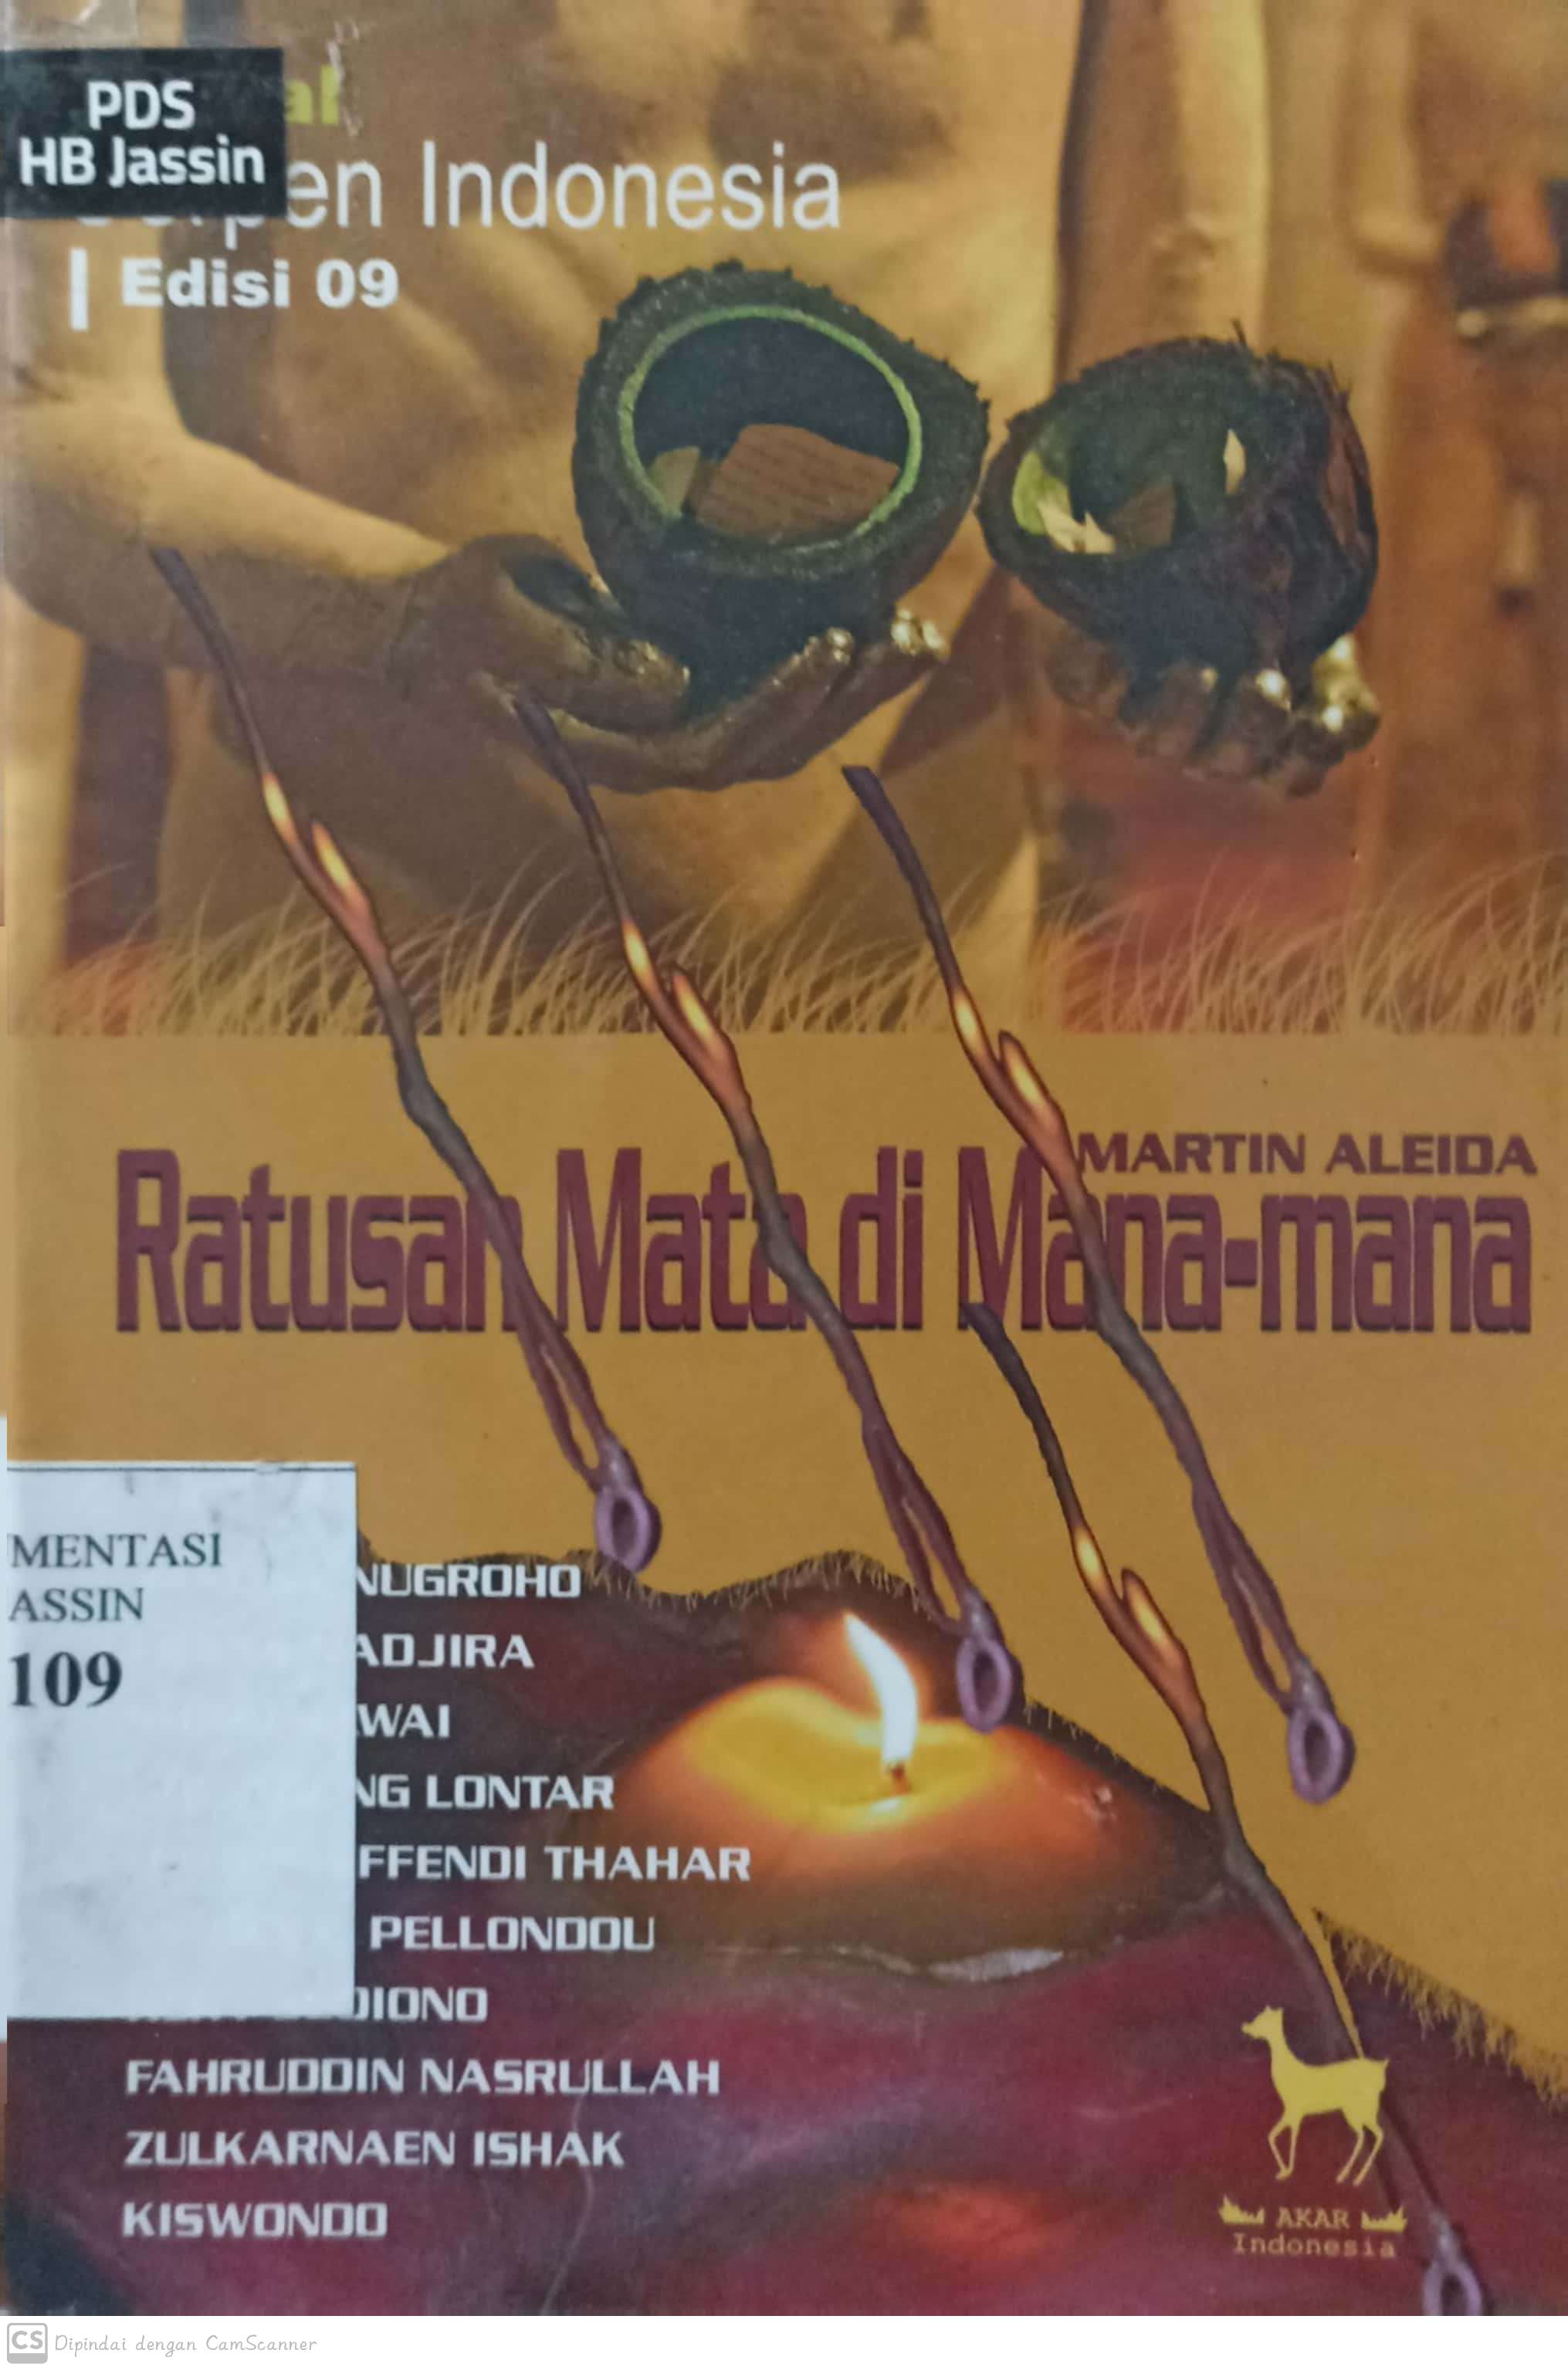 PDS
HB Jassin
al
en Indonesia
| Edisi 09
MARTIN ALEIDA
Ratusan Mata di Mana-mana
MENTASI
ASSIN
109
NUGROHO
ADJIRA
WAI
NG LONTAR
FFENDI THAHAR
PELLONDOU
DIONO
FAHRUDDIN NASRULLAH
ZULKARNAEN ISHAK
KISWONDO
AKAR
Indonesia
CS Dipindai dengan CamScanner